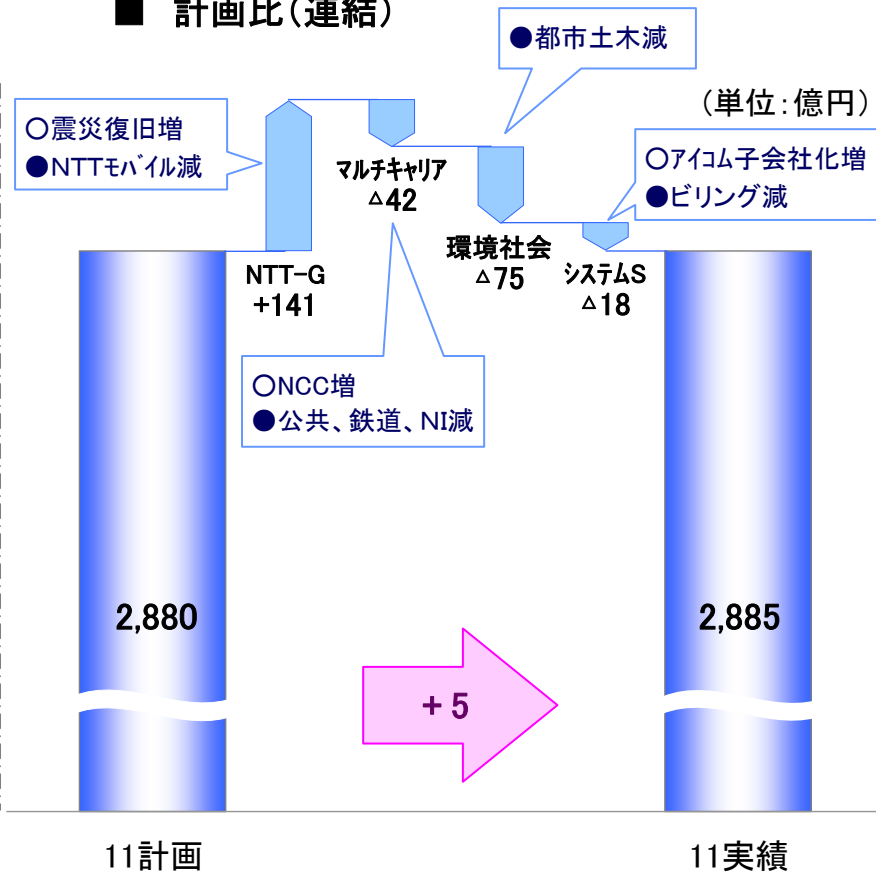 ■ 計画比（連結）
●都市土木減
（単位：億円）
○震災復旧増
●NTTﾓﾊﾞｲﾙ減
○ｱｲｺﾑ子会社化増
●ビリング減
マルチキャリア
△42
環境社会
△75
システムS
△18
NTT-G
+141
○NCC増
●公共、鉄道、NI減
2,880
2,885
+5
11計画
11実績